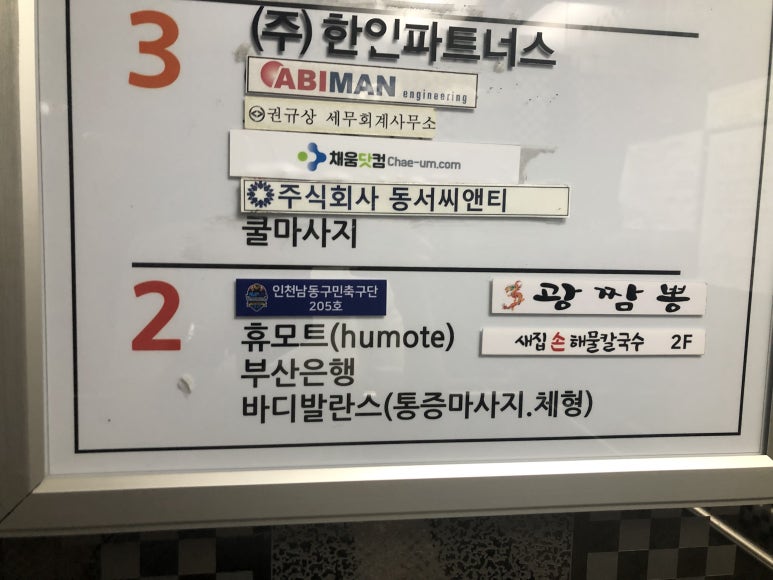 3
(주) 한인파트너스
CABIMAN engineering
권규상 세무회계사무소
채움닷컴 Chae-um.com
주식회사 동서씨앤티
쿨마사지
2
인천남동구민축구단
205호
휴모트(humote)
부산은행
바디발란스(통증마사지.체형)
광짬뽕
새집 손 해물칼국수 2F